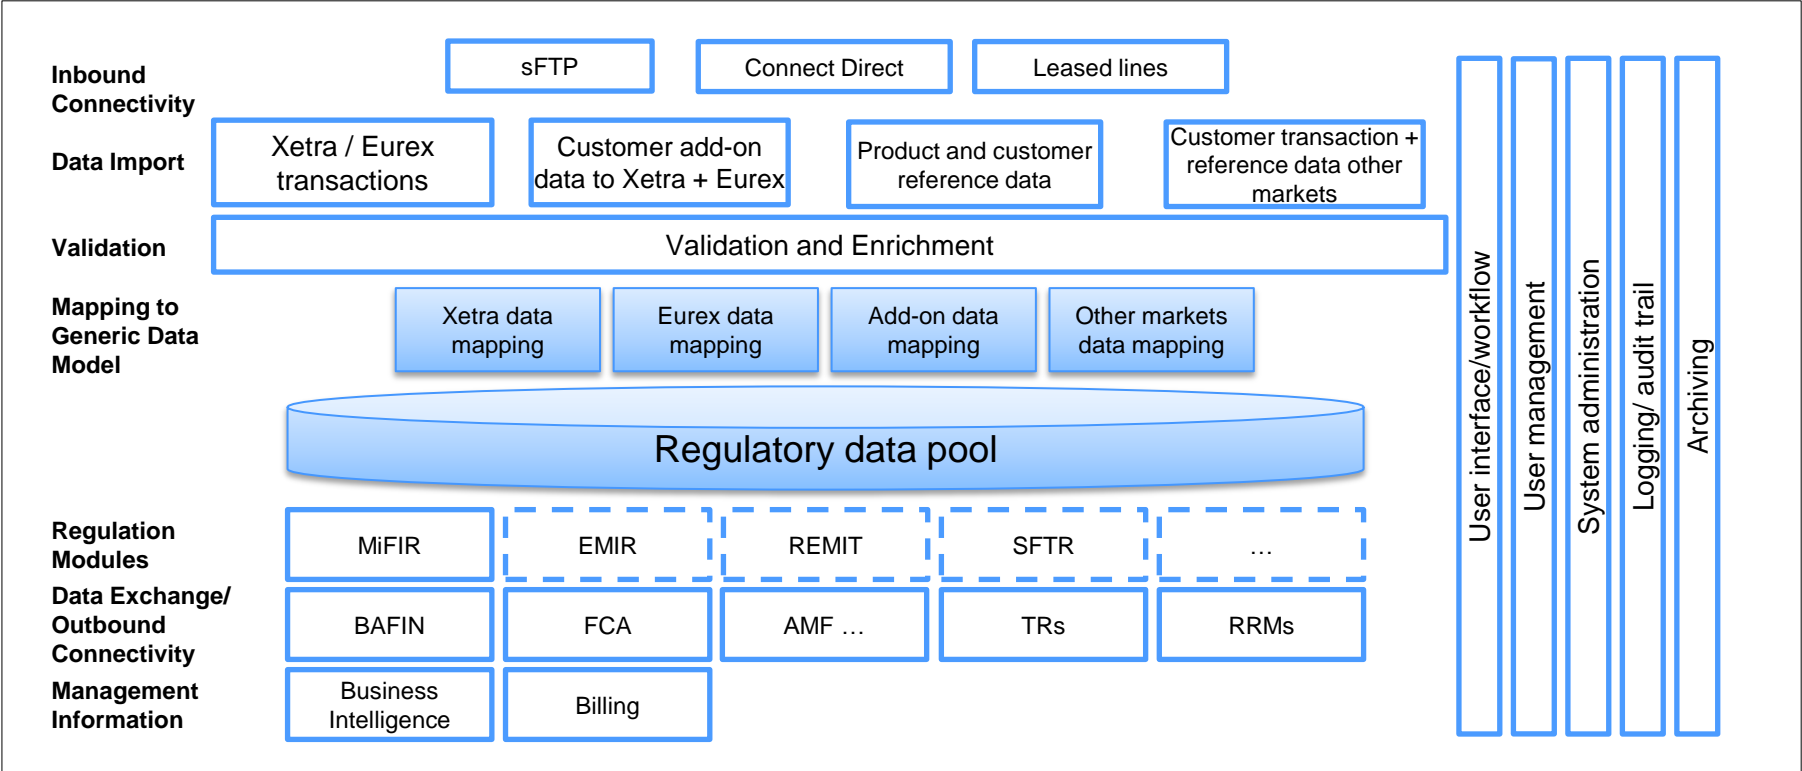 Inbound
Connectivity
sFTP
Connect Direct
Leased lines
Data Import
Xetra / Eurex
transactions
Customer add-on
data to Xetra + Eurex
Product and customer
reference data
Customer transaction +
reference data other
markets
Validation
Validation and Enrichment
Mapping to
Generic Data
Model
Xetra data
mapping
Eurex data
mapping
Add-on data
mapping
Other markets
data mapping
Regulatory data pool
Regulation
Modules
MiFIR
EMIR
REMIT
SFTR
…
Data Exchange/
Outbound
Connectivity
BAFIN
FCA
AMF …
TRs
RRMs
Management
Information
Business
Intelligence
Billing
User interface/workflow
User management
System administration
Logging/ audit trail
Archiving